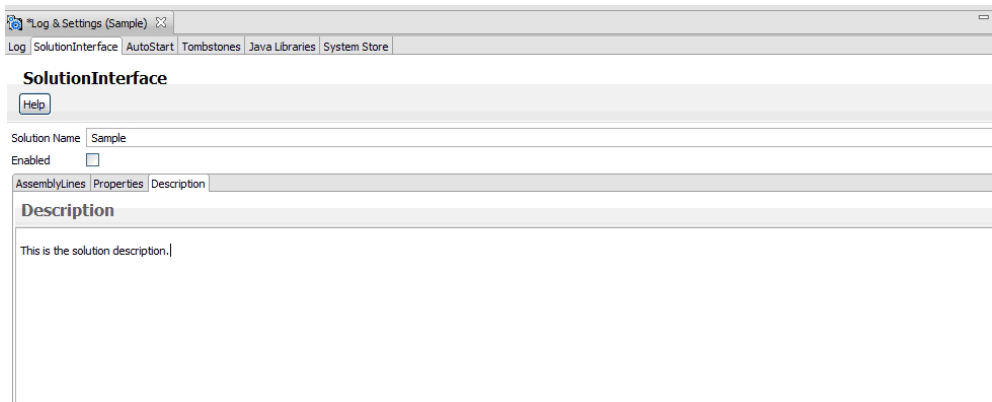 *Log & Settings (Sample)
Log SolutionInterface AutoStart Tombstones Java Libraries System Store
SolutionInterface
Help
Solution Name Sample
Enabled
AssemblyLines Properties Description
Description
This is the solution description.